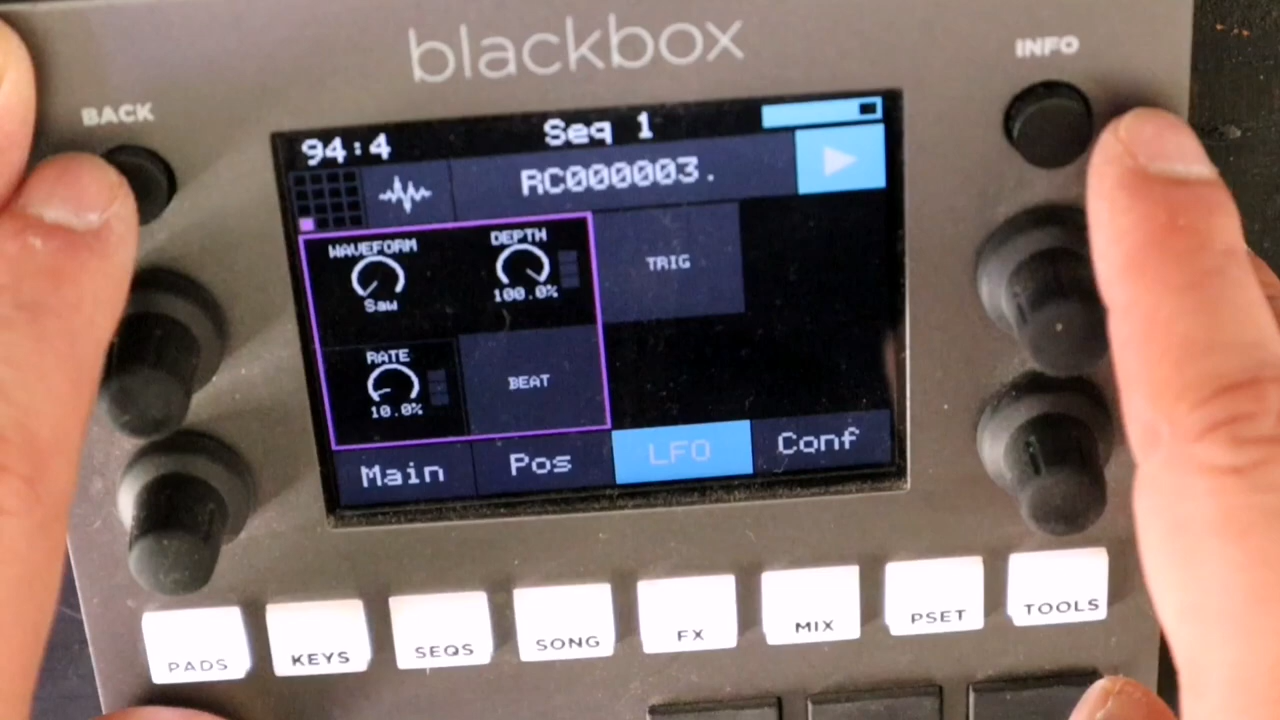 blackbox
INFO
BACK
94:4 Seq 1
RC000003.
WAVEFORM
Saw
DEPTH
100.0%
TRIG
RATE
10.0%
BEAT
Main Pos LFO Conf
PADS KEYS SEQS SONG FX MIX PSET TOOLS